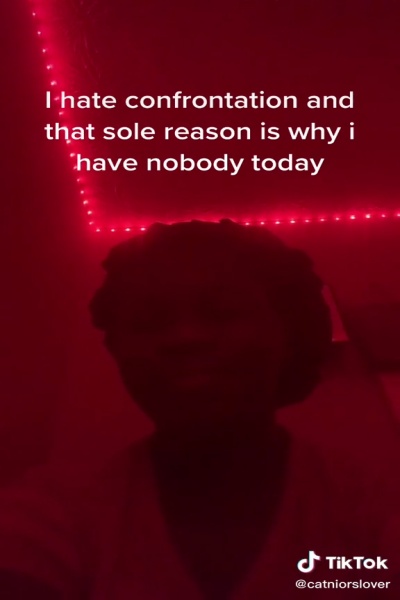 I hate confrontation and
that sole reason is why i
have nobody today
TikTok
@catniorslover